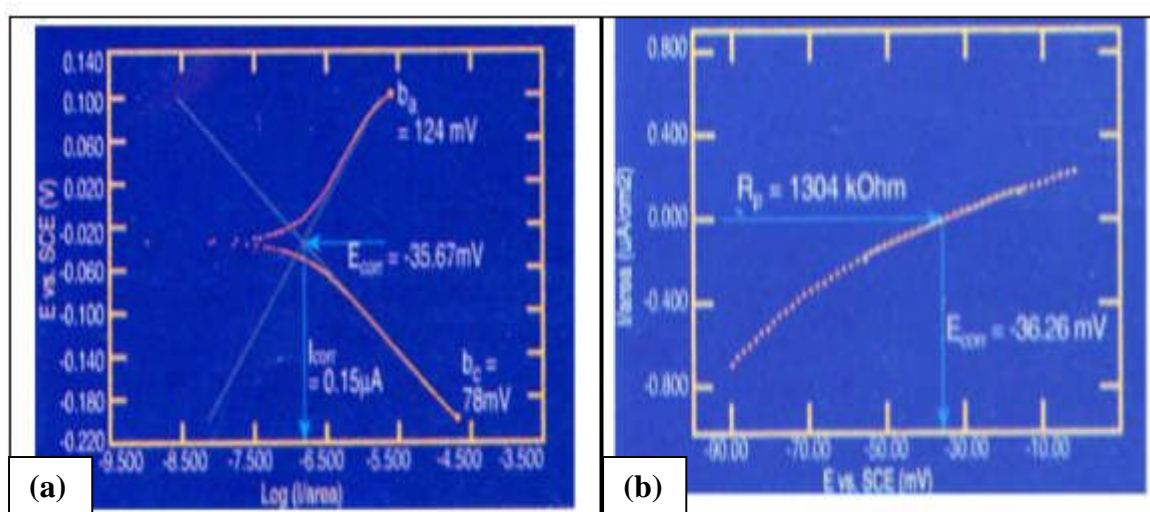 0.140
0.100
0.060
0.020
-0.020
-0.060
-0.100
-0.140
-0.180
-0.220
E vs. SCE (V)
b_a
= 124 mV
E_corr = -35.67mV
I_corr
= 0.15μA
b_c =
78mV
-9.500 -8.500 -7.500 -6.500 -5.500 -4.500 -3.500
Log (I/area)
(a)
0.800
0.400
0.000
-0.400
-0.800
I/area (μA/cm2)
R_p = 1304 kOhm
E_corr = -36.26 mV
-90.00 -70.00 -50.00 -30.00 -10.00
E vs. SCE (mV)
(b)